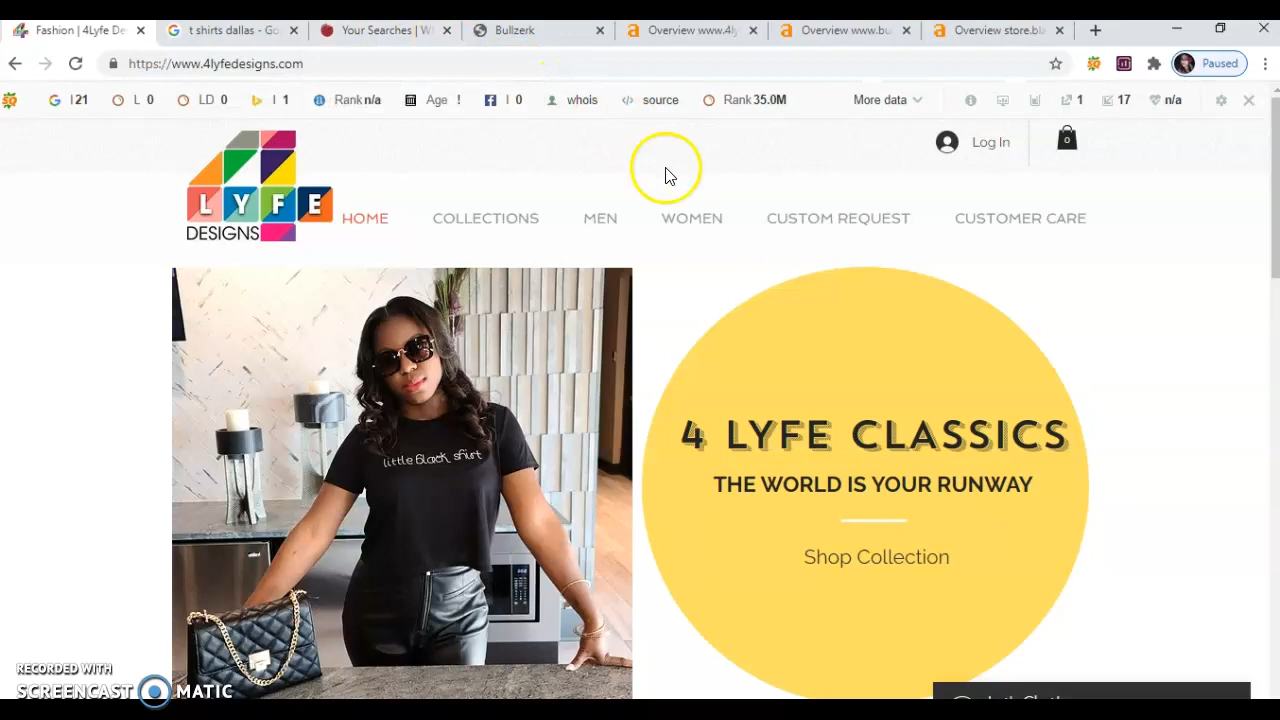 Fashion | 4Lyfe De
t shirts dallas - Go
Your Searches | W
Bullzerk
Overview www.4ly
Overview www.bu
Overview store.bl
https://www.4lyfedesigns.com
Paused
I 21
L 0
LD 0
I 1
Rank n/a
Age !
I 0
whois
source
Rank 35.0M
More data
1
17
n/a
Log In
0
LYFE
DESIGNS
HOME
COLLECTIONS
MEN
WOMEN
CUSTOM REQUEST
CUSTOMER CARE
little black shirt
4 LYFE CLASSICS
THE WORLD IS YOUR RUNWAY
Shop Collection
RECORDED WITH
SCREENCAST MATIC